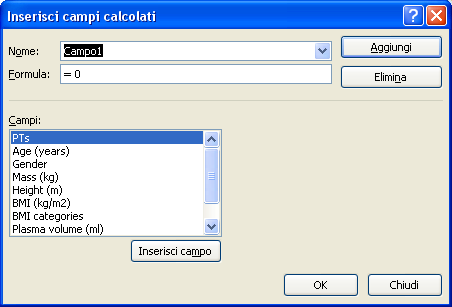 Inserisci campi calcolati
Nome: Campo1 Aggiungi
Formula: = 0 Elimina
Campi:
PTs
Age (years)
Gender
Mass (kg)
Height (m)
BMI (kg/m2)
BMI categories
Plasma volume (ml)
Inserisci campo
OK Chiudi